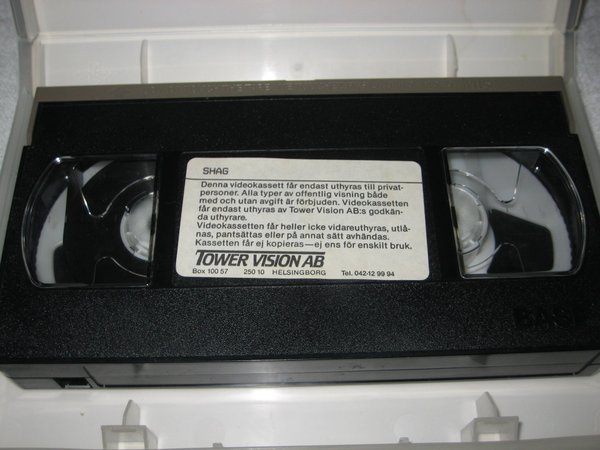 SHAG
Denna videokassett får endast uthyras till privat-
personer. Alla typer av offentlig visning både
med och utan avgift är förbjuden. Videokassetten
får endast uthyras av Tower Vision AB:s godkän-
da uthyrare.
Videokassetten får heller icke vidareuthyras, utlå-
nas, pantsättas eller på annat sätt avhändas.
Kassetten får ej kopieras—ej ens för enskilt bruk.
TOWER VISION AB
Box 100 57 250 10 HELSINGBORG Tel. 042-12 99 94
BASF